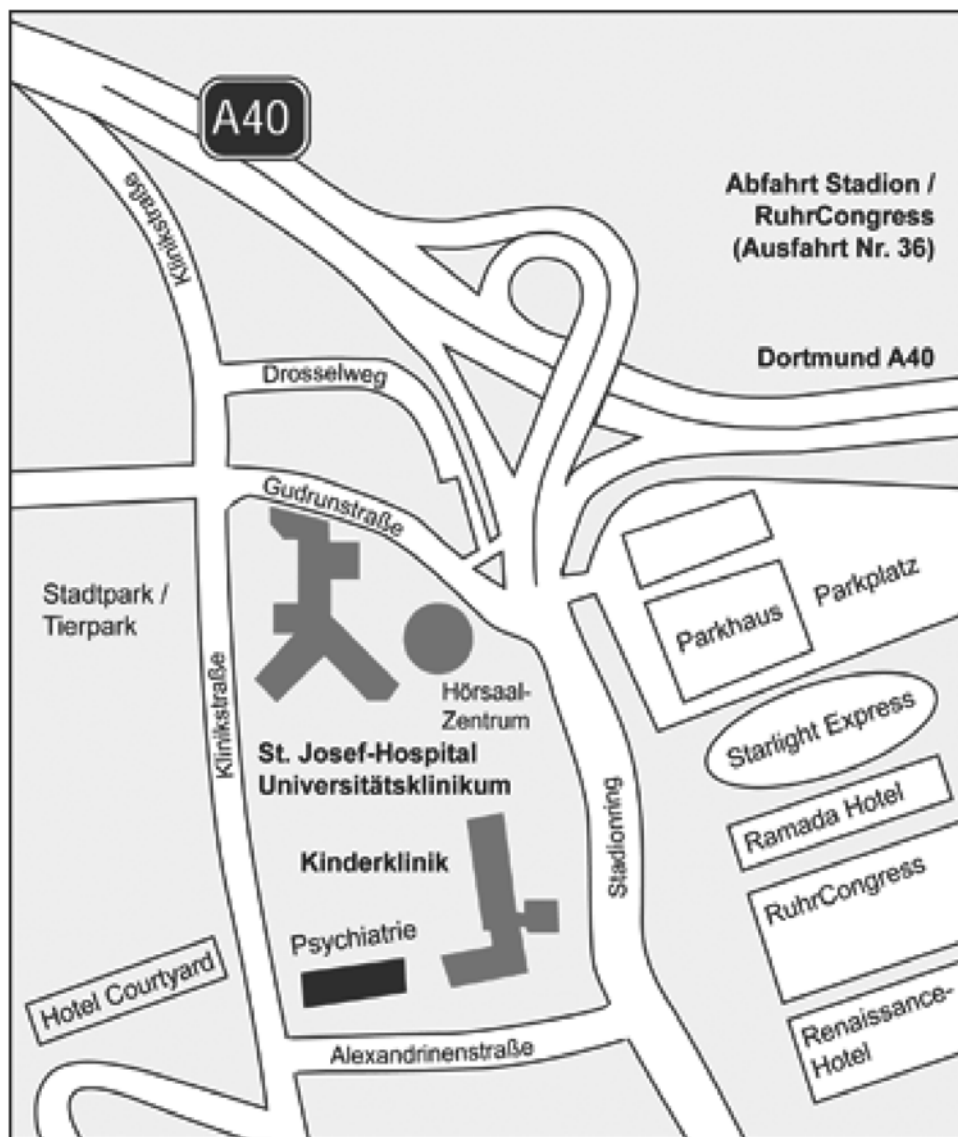 A40
Abfahrt Stadion /
RuhrCongress
(Ausfahrt Nr. 36)
Klinikstraße
Dortmund A40
Drosselweg
Gudrunstraße
Stadtpark /
Tierpark
Parkplatz
Parkhaus
Hörsaal-
Zentrum
Klinikstraße
Starlight Express
St. Josef-Hospital
Universitätsklinikum
Stadionring
Ramada Hotel
Kinderklinik
RuhrCongress
Psychiatrie
Hotel Courtyard
Renaissance-
Hotel
Alexandrinenstraße